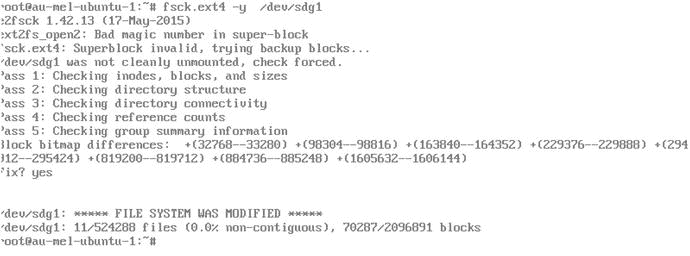 root@au-mel-ubuntu-1:~# fsck.ext4 -y /dev/sdg1
e2fsck 1.42.13 (17-May-2015)
ext2fs_open2: Bad magic number in super-block
fsck.ext4: Superblock invalid, trying backup blocks...
/dev/sdg1 was not cleanly unmounted, check forced.
Pass 1: Checking inodes, blocks, and sizes
Pass 2: Checking directory structure
Pass 3: Checking directory connectivity
Pass 4: Checking reference counts
Pass 5: Checking group summary information
Block bitmap differences: +(32768--33280) +(98304--98816) +(163840--164352) +(229376--229888) +(294
912--295424) +(819200--819712) +(884736--885248) +(1605632--1606144)
Fix? yes
/dev/sdg1: ***** FILE SYSTEM WAS MODIFIED *****
/dev/sdg1: 11/524288 files (0.0% non-contiguous), 70287/2096891 blocks
root@au-mel-ubuntu-1:~#